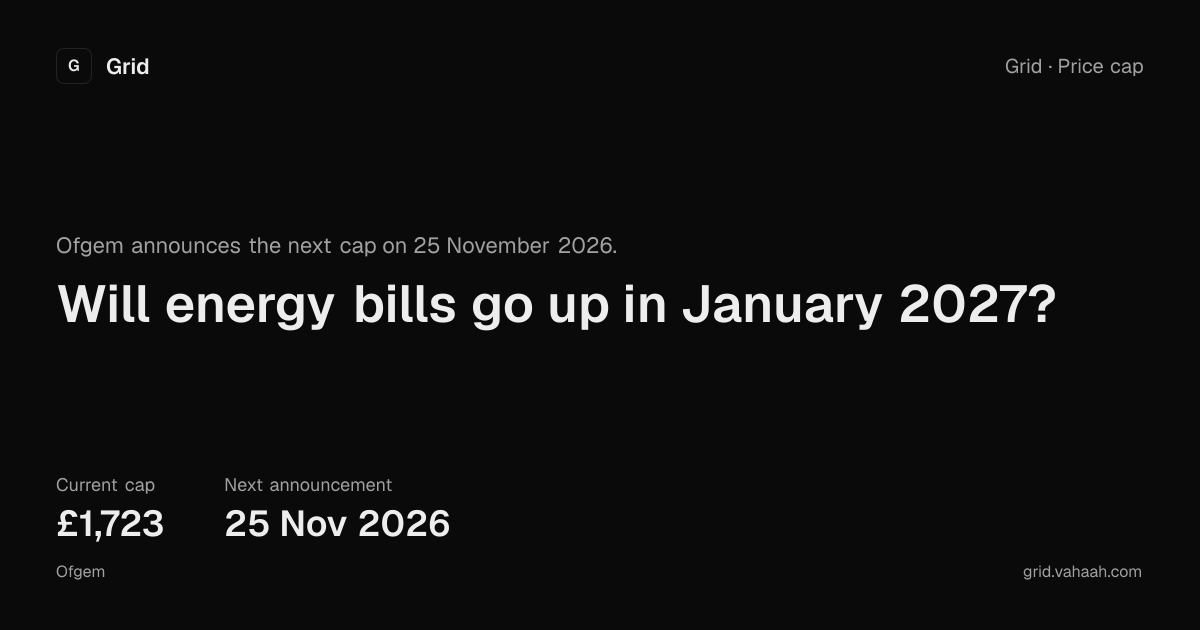 G
Grid
Grid · Price cap
Ofgem announces the next cap on 25 November 2026.
Will energy bills go up in January 2027?
Current cap
£1,723
Next announcement
25 Nov 2026
Ofgem
grid.vahaah.com